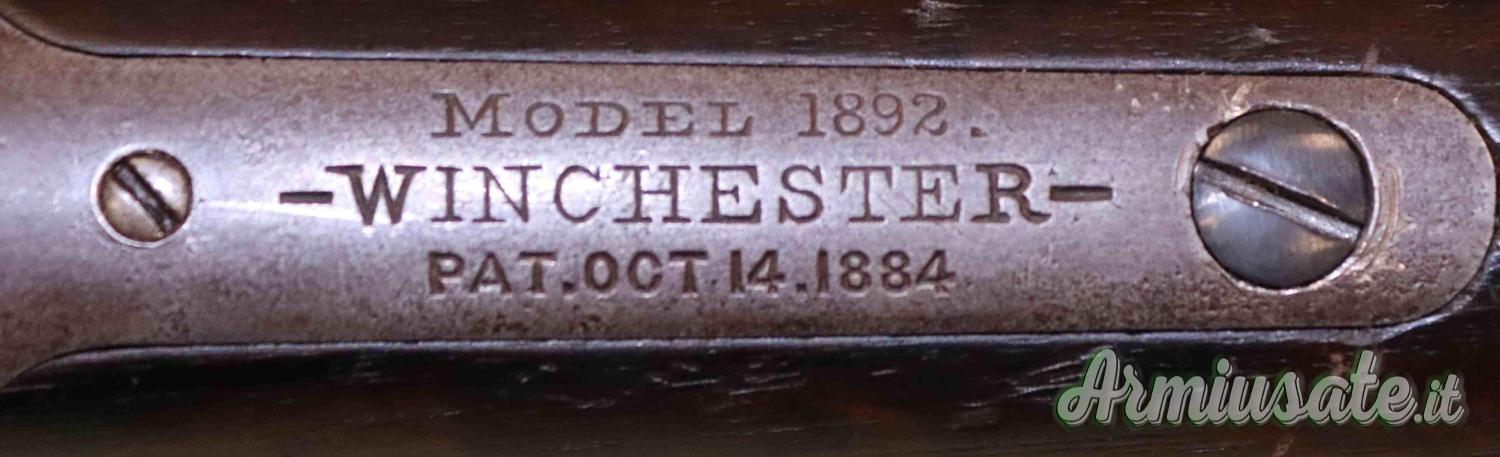 MODEL 1892.
-WINCHESTER-
PAT.OCT.14.1884
Armiusate.it